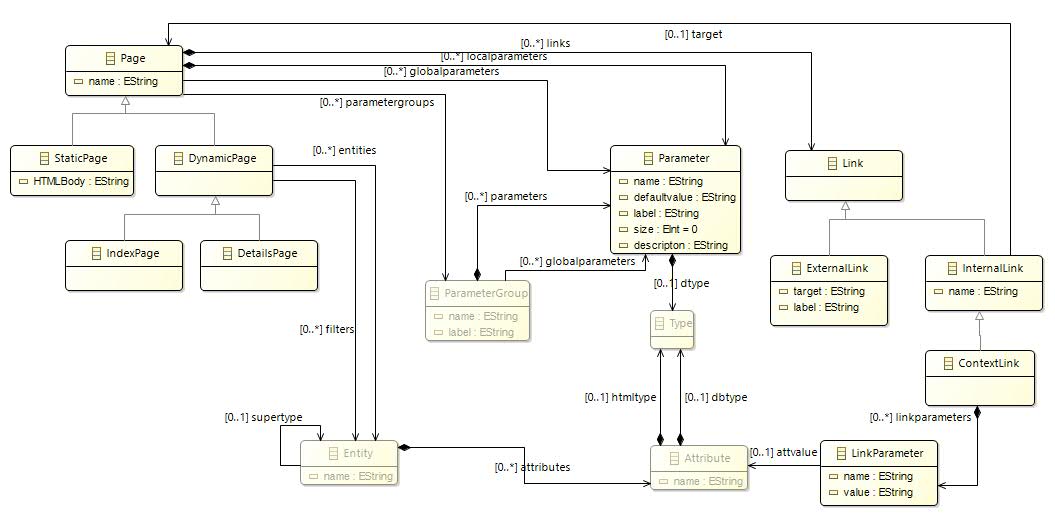 [0..1] target
[0..*] links
Page
[0..*] localparameters
[0..*] globalparameters
name : EString
[0..*] parametergroups
StaticPage
DynamicPage
[0..*] entities
Parameter
Link
HTMLBody : EString
name : EString
defaultvalue : EString
[0..*] parameters
label : EString
size : EInt = 0
descripton : EString
IndexPage
DetailsPage
[0..*] globalparameters
ExternalLink
InternalLink
[0..1] dtype
ParameterGroup
target : EString
name : EString
label : EString
name : EString
label : EString
Type
[0..*] filters
ContextLink
[0..1] htmltype
[0..1] dbtype
[0..1] supertype
[0..*] linkparameters
Entity
Attribute
[0..1] attvalue
LinkParameter
[0..*] attributes
name : EString
name : EString
name : EString
value : EString